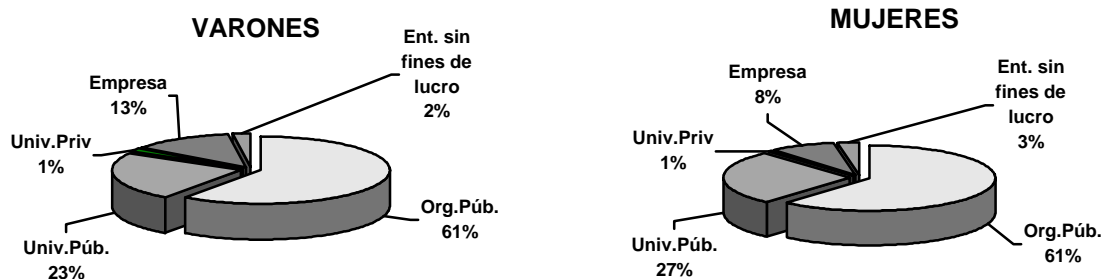 VARONES
Ent. sin
fines de
lucro
2%
Empresa
13%
Univ.Priv
1%
Univ.Púb.
23%
Org.Púb.
61%
MUJERES
Ent. sin
fines de
lucro
3%
Empresa
8%
Univ.Priv
1%
Univ.Púb.
27%
Org.Púb.
61%